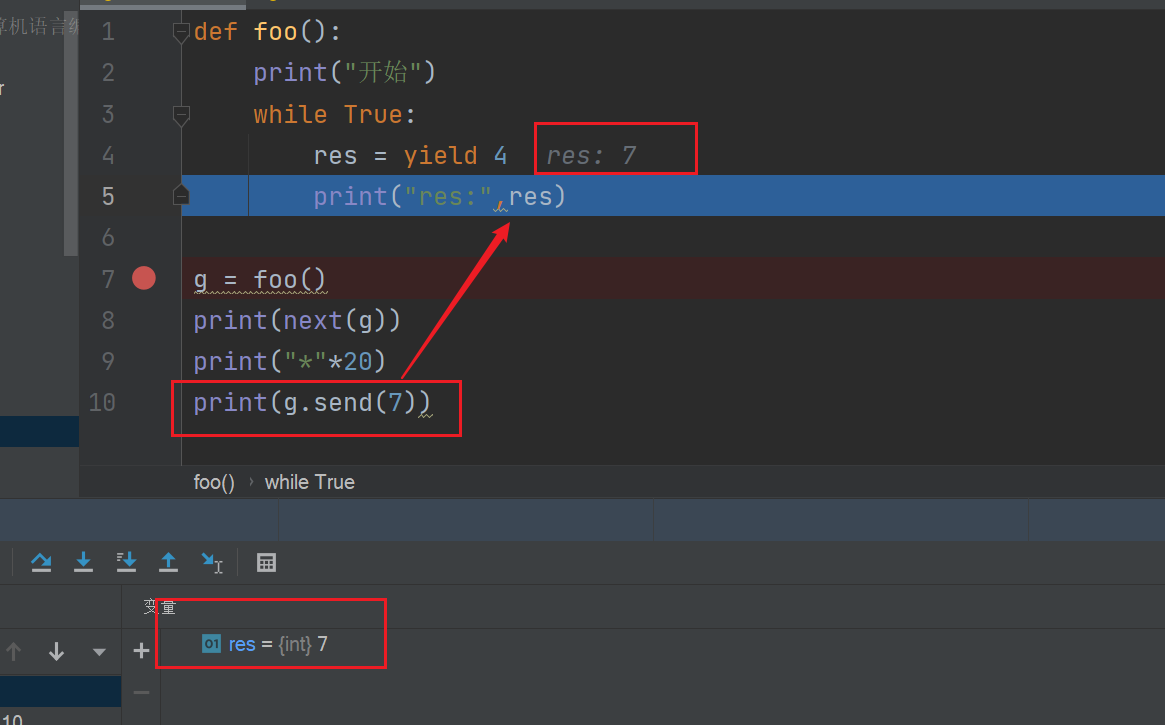 算机语言编
r
1 def foo():
2 print("开始")
3 while True:
4 res = yield 4 res: 7
5 print("res:",res)
6
7 g = foo()
8 print(next(g))
9 print("*"*20)
10 print(g.send(7))
foo() › while True
变量
01 res = {int} 7
10